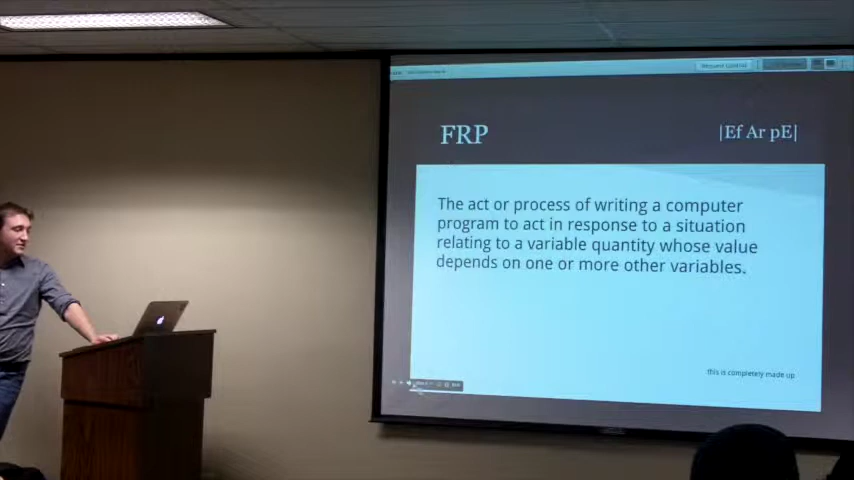 FRP
|Ef Ar pE|
The act or process of writing a computer
program to act in response to a situation
relating to a variable quantity whose value
depends on one or more other variables.
this is completely made up